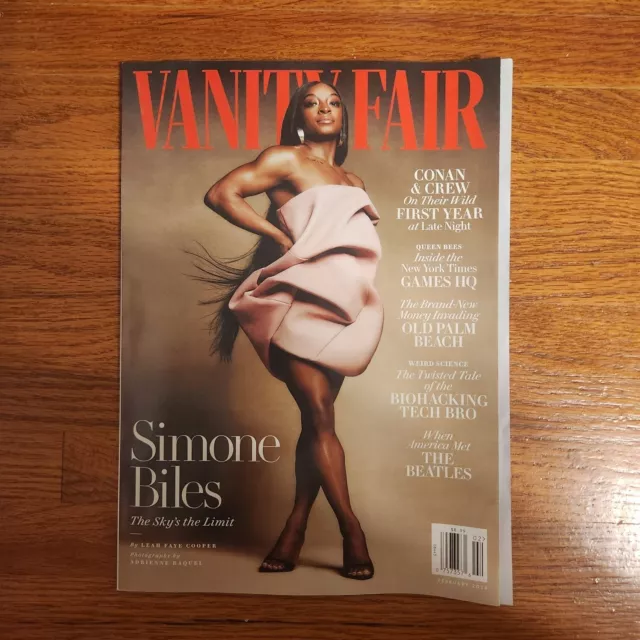 VANITY FAIR
CONAN
& CREW
On Their Wild
FIRST YEAR
at Late Night
QUEEN BEES
Inside the
New York Times
GAMES HQ
The Brand-New
Money Invading
OLD PALM
BEACH
WEIRD SCIENCE
The Twisted Tale
of the
BIOHACKING
TECH BRO
When
America Met
THE
BEATLES
Simone
Biles
The Sky's the Limit
By LEAH FAYE COOPER
Photographs by
ADRIENNE RAQUEL
02